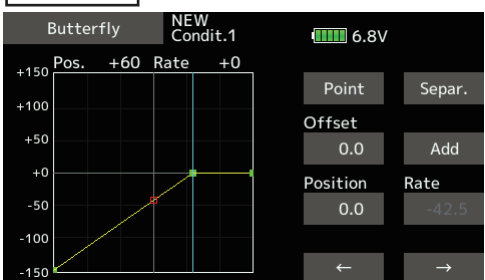 Butterfly
NEW
Condit.1
6.8V
Pos. +60 Rate +0
+150
+100
+50
+0
-50
-100
-150
Point
Separ.
Offset
0.0
Add
Position
Rate
0.0
-42.5
←
→